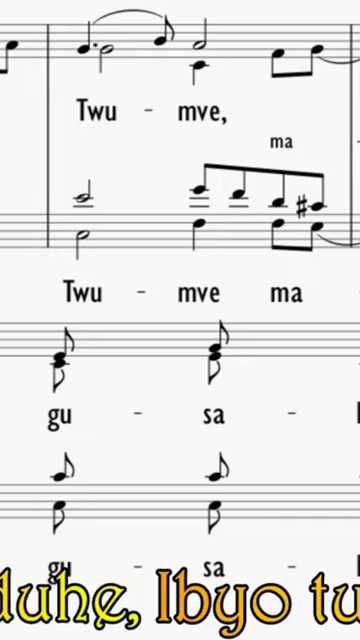 Twu - mve,
ma
Twu - mve ma
gu - sa -
gu - sa -
duhe, Ibyo tu